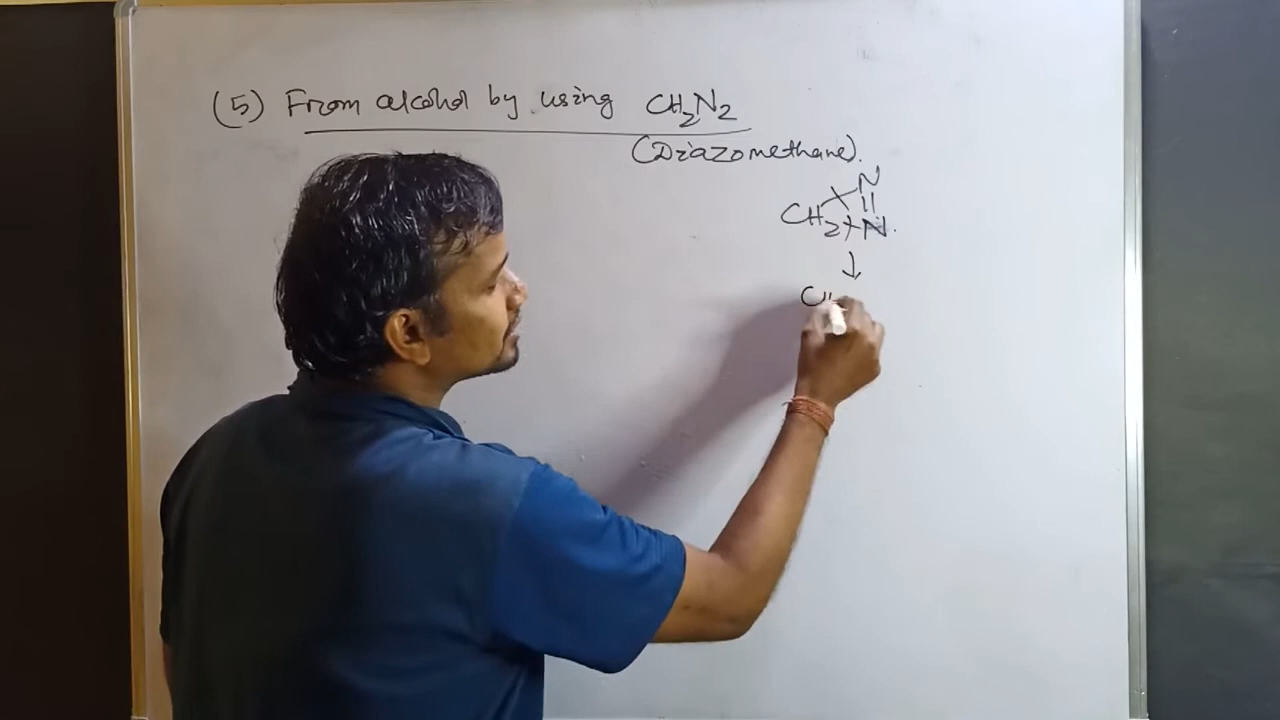 (5) From alcohol by using CH2N2
(Diazomethane).
N
||
CH2 N.
↓